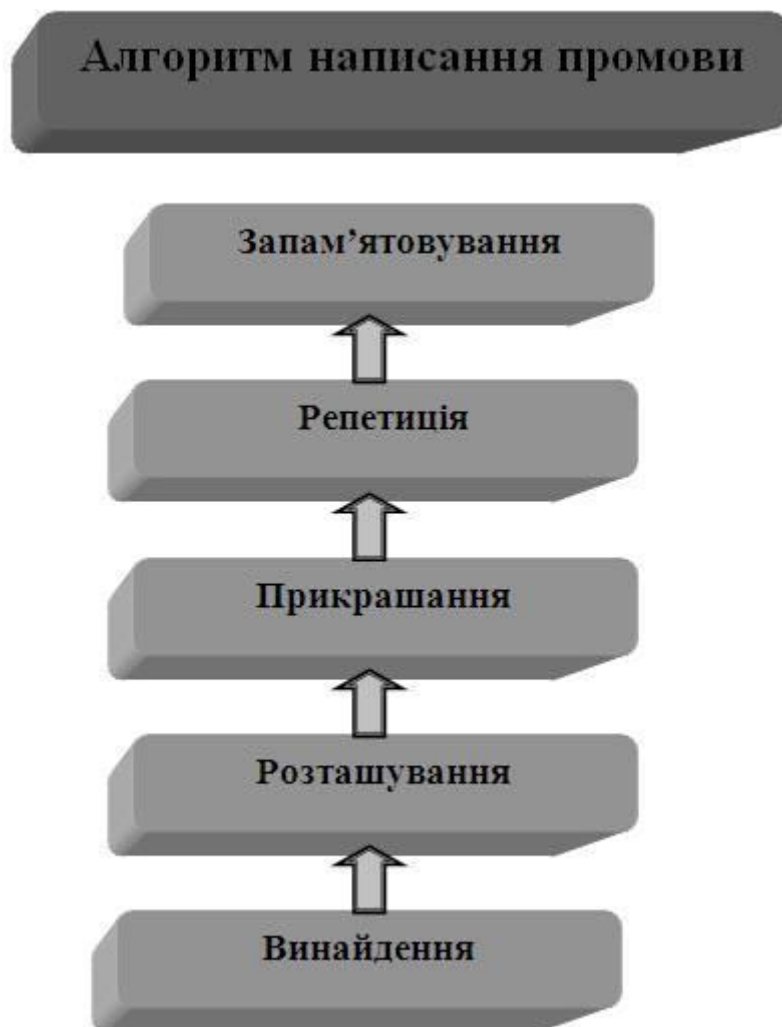 Алгоритм написання промови
Запам’ятовування
Репетиція
Прикрашання
Розташування
Винайдення